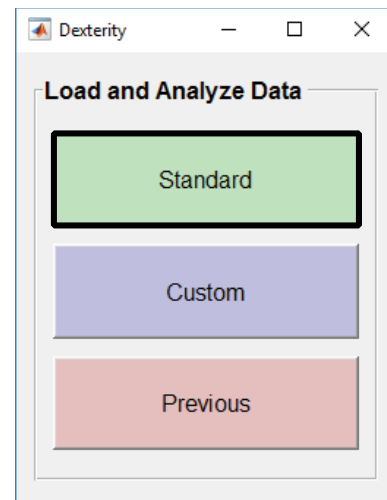 Dexterity
Load and Analyze Data
Standard
Custom
Previous